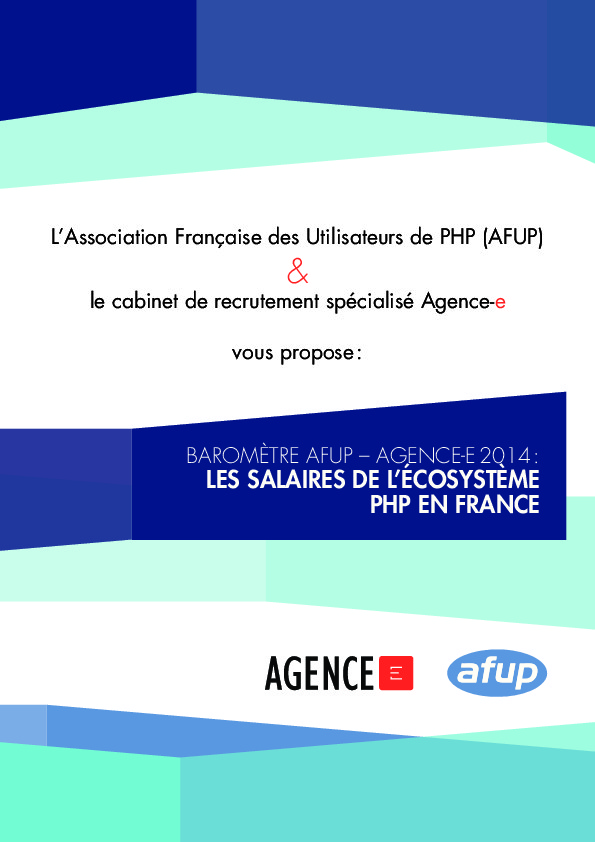 L'Association Française des Utilisateurs de PHP (AFUP)
&
le cabinet de recrutement spécialisé Agence-e
vous propose :
BAROMÈTRE AFUP – AGENCE-E 2014 :
LES SALAIRES DE L'ÉCOSYSTÈME
PHP EN FRANCE
AGENCE E
afup